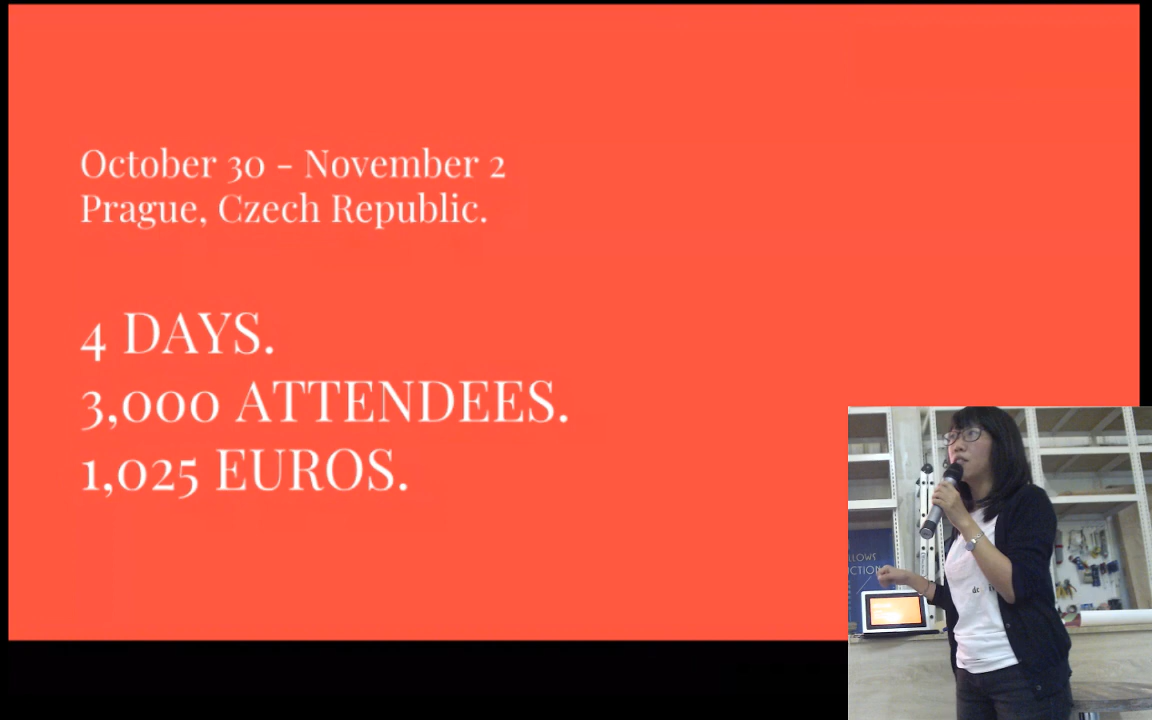 October 30 - November 2
Prague, Czech Republic.
4 DAYS.
3,000 ATTENDEES.
1,025 EUROS.